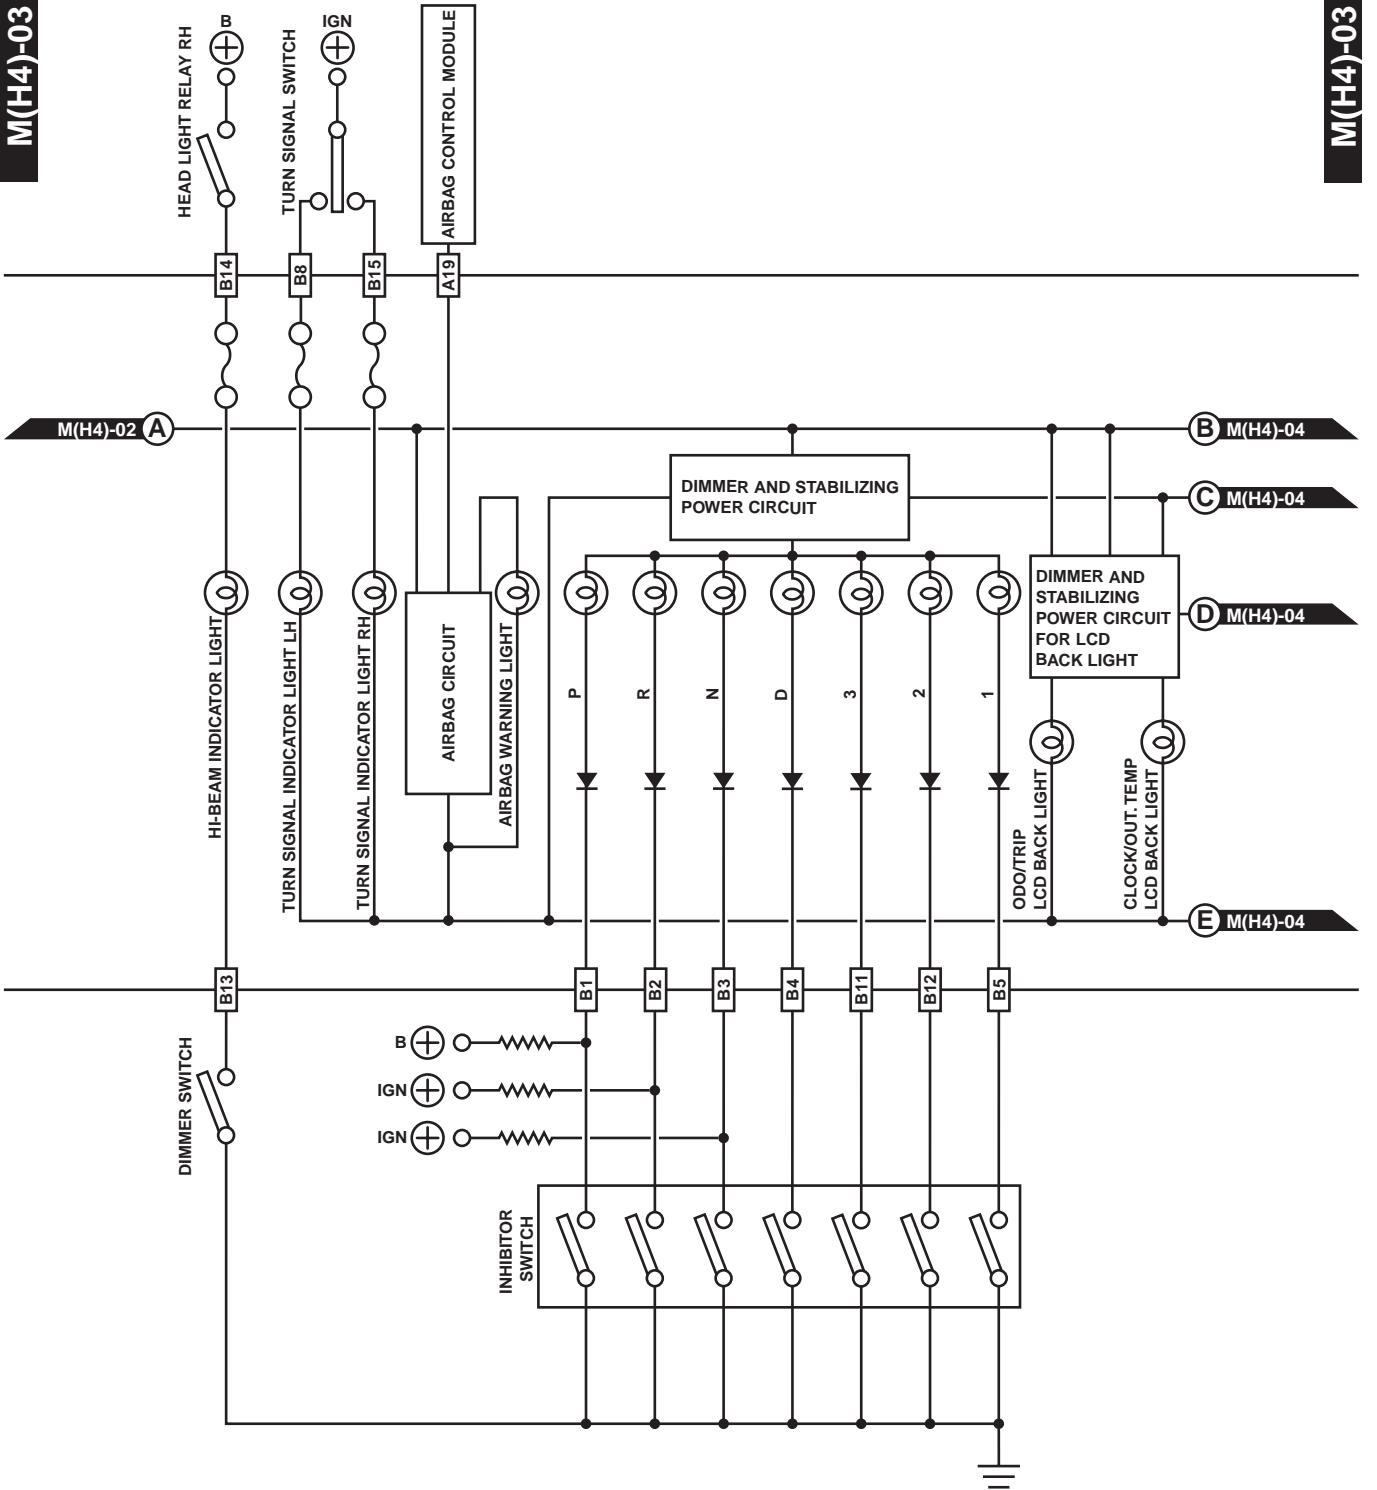 M(H4)-03
M(H4)-03
HEAD LIGHT RELAY RH
B
TURN SIGNAL SWITCH
IGN
AIRBAG CONTROL MODULE
B14
B8
B15
A19
M(H4)-02
A
B
M(H4)-04
DIMMER AND STABILIZING
POWER CIRCUIT
C
M(H4)-04
DIMMER AND
STABILIZING
POWER CIRCUIT
FOR LCD
BACK LIGHT
D
M(H4)-04
HI-BEAM INDICATOR LIGHT
TURN SIGNAL INDICATOR LIGHT LH
TURN SIGNAL INDICATOR LIGHT RH
AIRBAG CIRCUIT
AIRBAG WARNING LIGHT
P
R
N
D
3
2
1
ODO/TRIP
LCD BACK LIGHT
CLOCK/OUT. TEMP
LCD BACK LIGHT
E
M(H4)-04
B13
B1
B2
B3
B4
B11
B12
B5
DIMMER SWITCH
B
IGN
IGN
INHIBITOR
SWITCH